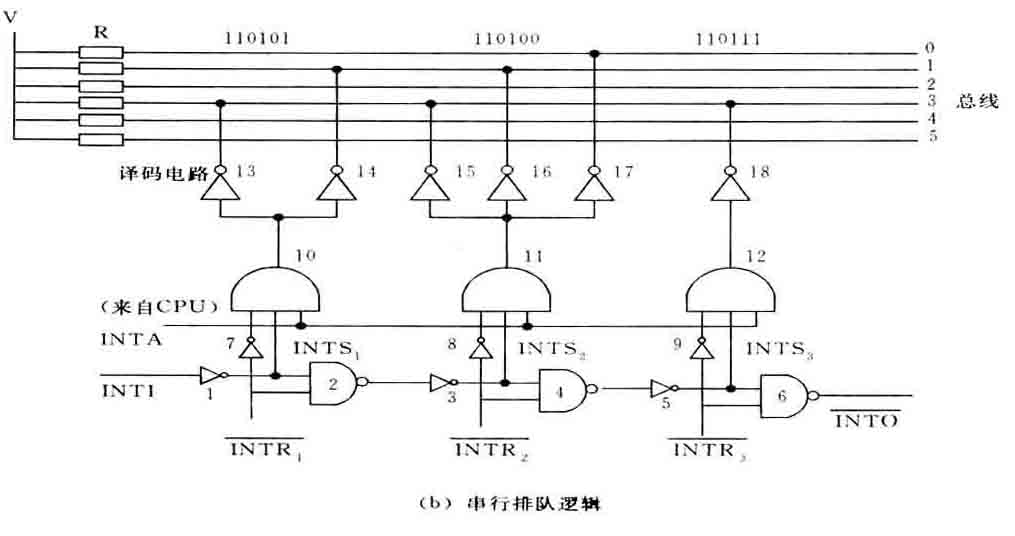 V
R
110101 110100 110111
0
1
2
3 总线
4
5
译码电路 13 14 15 16 17 18
10 11 12
(来自CPU)
INTA
7 INTS₁ 8 INTS₂ 9 INTS₃
INTI 1 2 3 4 5 6 INTO
INTR₁ INTR₂ INTR₃
(b) 串行排队逻辑